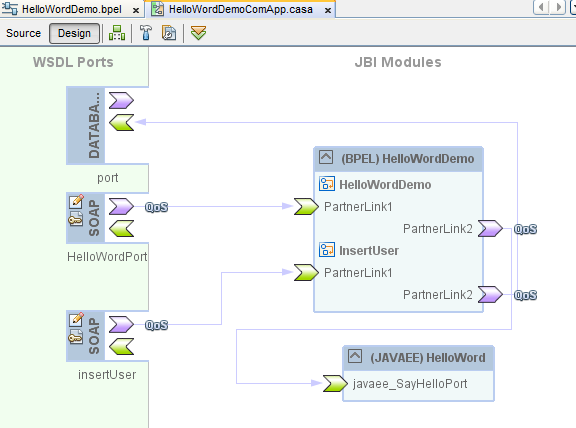 HelloWordDemo.bpel HelloWordDemoComApp.casa
Source Design
WSDL Ports JBI Modules
DATABA...
port
SOAP QoS
HelloWordPort
SOAP QoS
insertUser
(BPEL) HelloWordDemo
HelloWordDemo
PartnerLink1
PartnerLink2 QoS
InsertUser
PartnerLink1
PartnerLink2 QoS
(JAVAEE) HelloWord
javaee_SayHelloPort